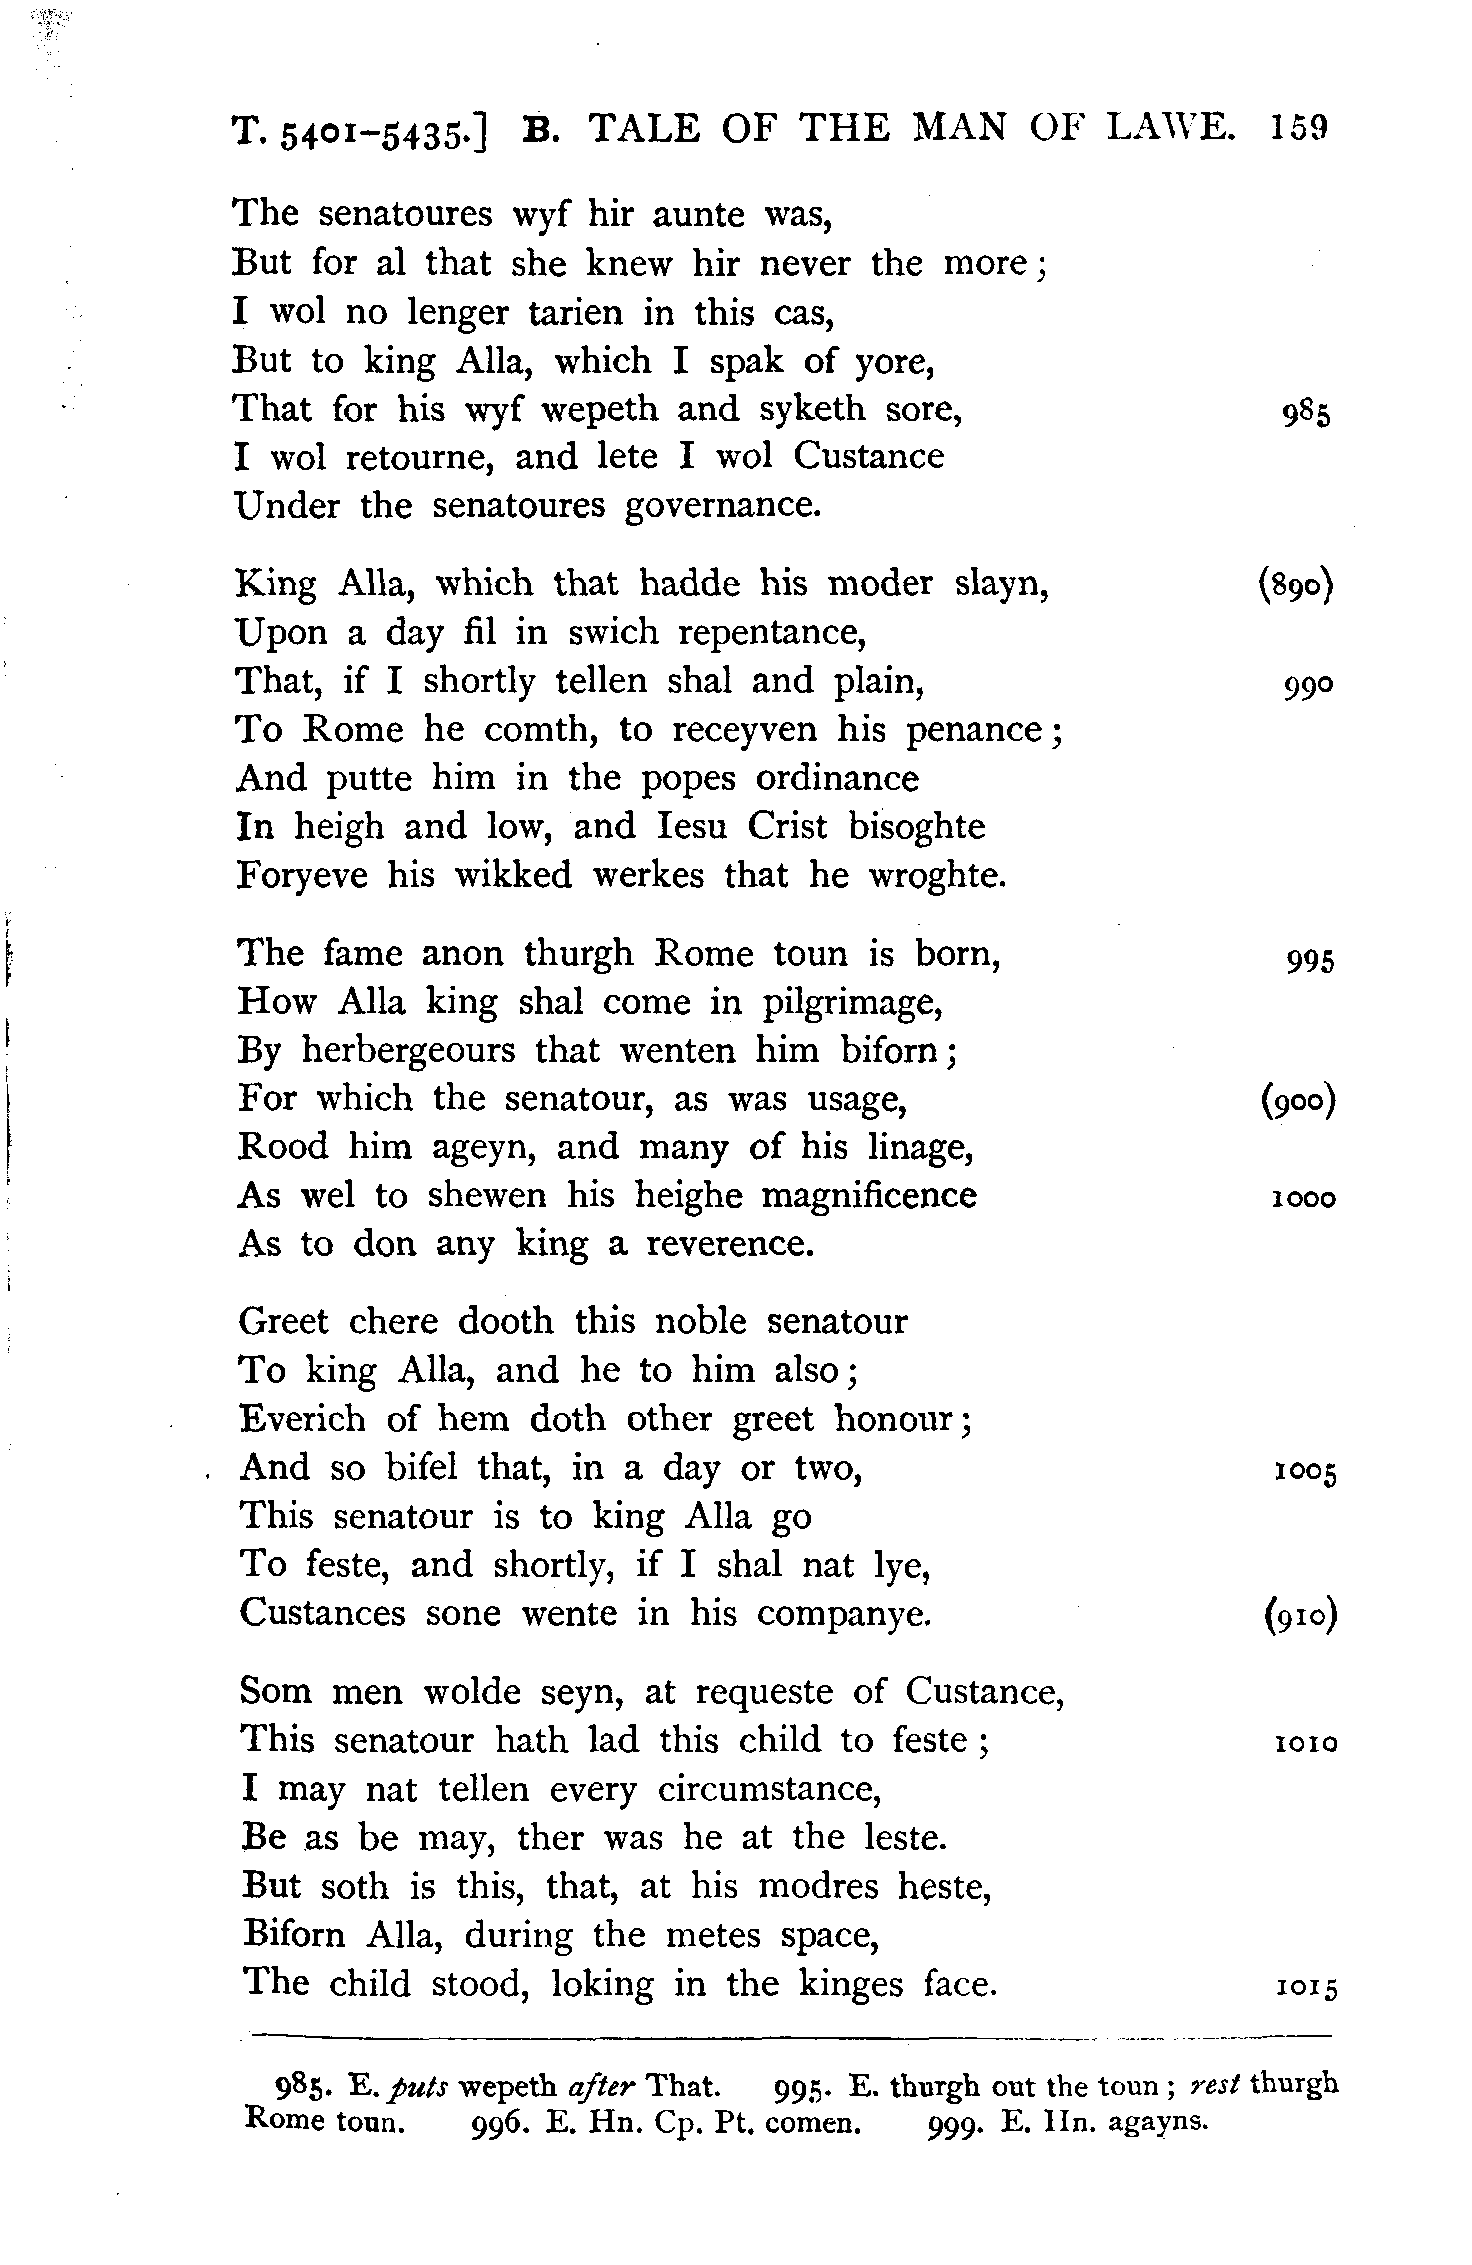 T. 5401–5435.] B. TALE OF THE MAN OF LAWE. 159
The senatoures wyf hir aunte was,
But for al that she knew hir never the more;
I wol no lenger tarien in this cas,
But to king Alla, which I spak of yore,
That for his wyf wepeth and syketh sore, 985
I wol retourne, and lete I wol Custance
Under the senatoures governance.
King Alla, which that hadde his moder slayn, (890)
Upon a day fil in swich repentance,
That, if I shortly tellen shal and plain, 990
To Rome he comth, to receyven his penance;
And putte him in the popes ordinance
In heigh and low, and Iesu Crist bisoghte
Foryeve his wikked werkes that he wroghte.
The fame anon thurgh Rome toun is born, 995
How Alla king shal come in pilgrimage,
By herbergeours that wenten him biforn;
For which the senatour, as was usage, (900)
Rood him ageyn, and many of his linage,
As wel to shewen his heighe magnificence 1000
As to don any king a reverence.
Greet chere dooth this noble senatour
To king Alla, and he to him also;
Everich of hem doth other greet honour;
And so bifel that, in a day or two, 1005
This senatour is to king Alla go
To feste, and shortly, if I shal nat lye,
Custances sone wente in his companye. (910)
Som men wolde seyn, at requeste of Custance,
This senatour hath lad this child to feste; 1010
I may nat tellen every circumstance,
Be as be may, ther was he at the leste.
But soth is this, that, at his modres heste,
Biforn Alla, during the metes space,
The child stood, loking in the kinges face. 1015
985. E. puts wepeth after That. 995. E. thurgh out the toun; rest thurgh
Rome toun. 996. E. Hn. Cp. Pt. comen. 999. E. Hn. agayns.